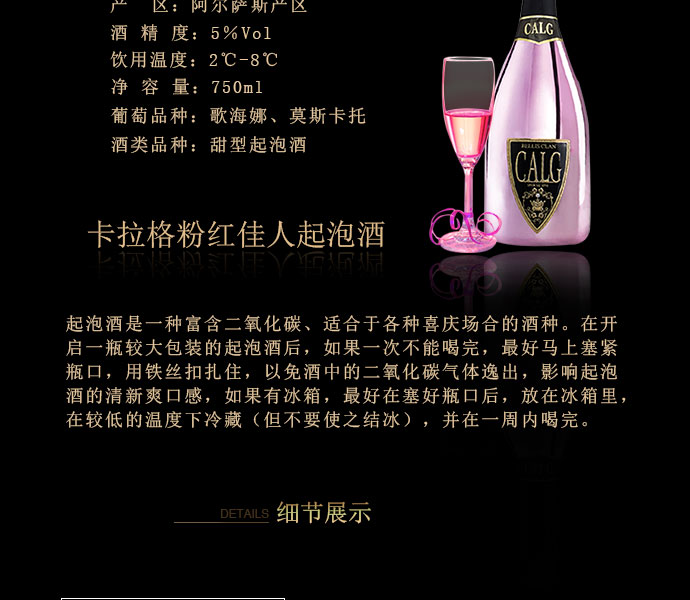 产 区：阿尔萨斯产区
酒 精 度：5%Vol
饮用温度：2℃-8℃
净 容 量：750ml
葡萄品种：歌海娜、莫斯卡托
酒类品种：甜型起泡酒
CALG
BELLIS CLAN
CALG
卡拉格粉红佳人起泡酒
起泡酒是一种富含二氧化碳、适合于各种喜庆场合的酒种。在开
启一瓶较大包装的起泡酒后，如果一次不能喝完，最好马上塞紧
瓶口，用铁丝扣扎住，以免酒中的二氧化碳气体逸出，影响起泡
酒的清新爽口感，如果有冰箱，最好在塞好瓶口后，放在冰箱里，
在较低的温度下冷藏（但不要使之结冰），并在一周内喝完。
DETAILS 细节展示